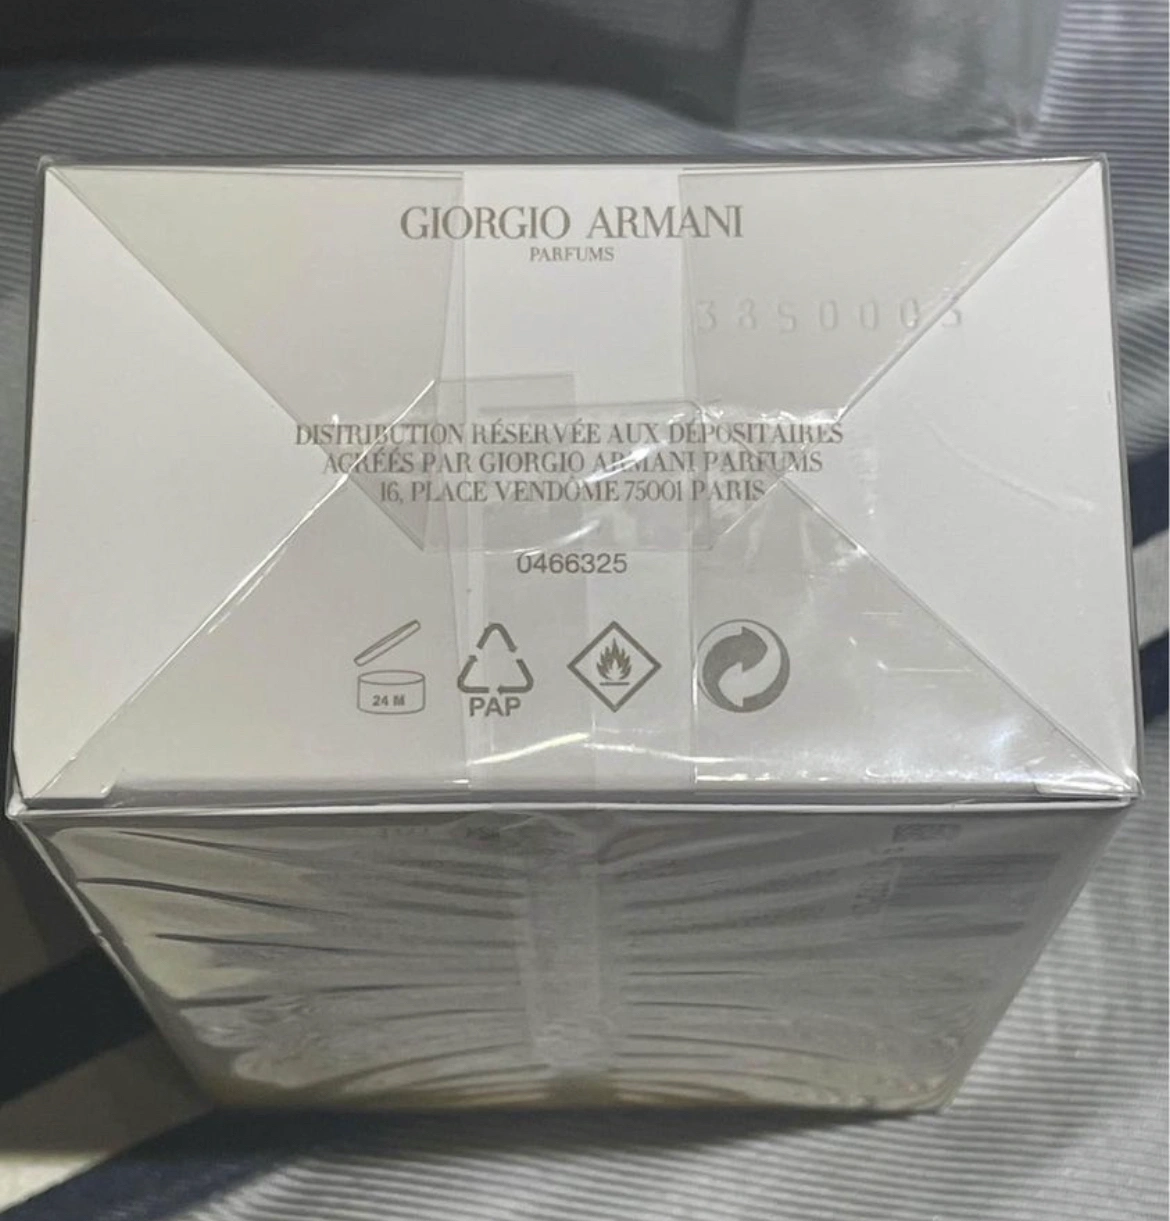 GIORGIO ARMANI
PARFUMS
38S0003
DISTRIBUTION RÉSERVÉE AUX DÉPOSITAIRES
AGRÉÉS PAR GIORGIO ARMANI PARFUMS
16, PLACE VENDÔME 75001 PARIS
0466325
24 M
PAP